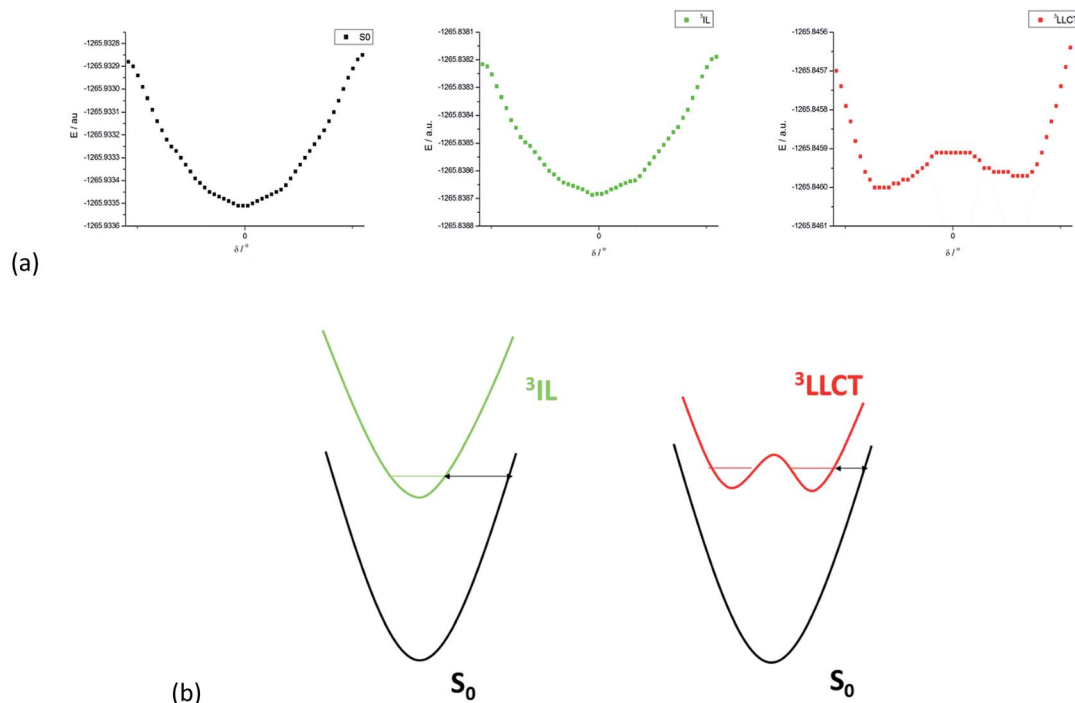 S0
-1265.9328
-1265.9329
-1265.9330
-1265.9331
-1265.9332
-1265.9333
-1265.9334
-1265.9335
-1265.9336
E / au
0
δ / °
³IL
-1265.8381
-1265.8382
-1265.8383
-1265.8384
-1265.8385
-1265.8386
-1265.8387
-1265.8388
E / a.u.
0
δ / °
³LLCT
-1265.8456
-1265.8457
-1265.8458
-1265.8459
-1265.8460
-1265.8461
E / a.u.
0
δ / °
(a)
³IL
³LLCT
S₀
S₀
(b)